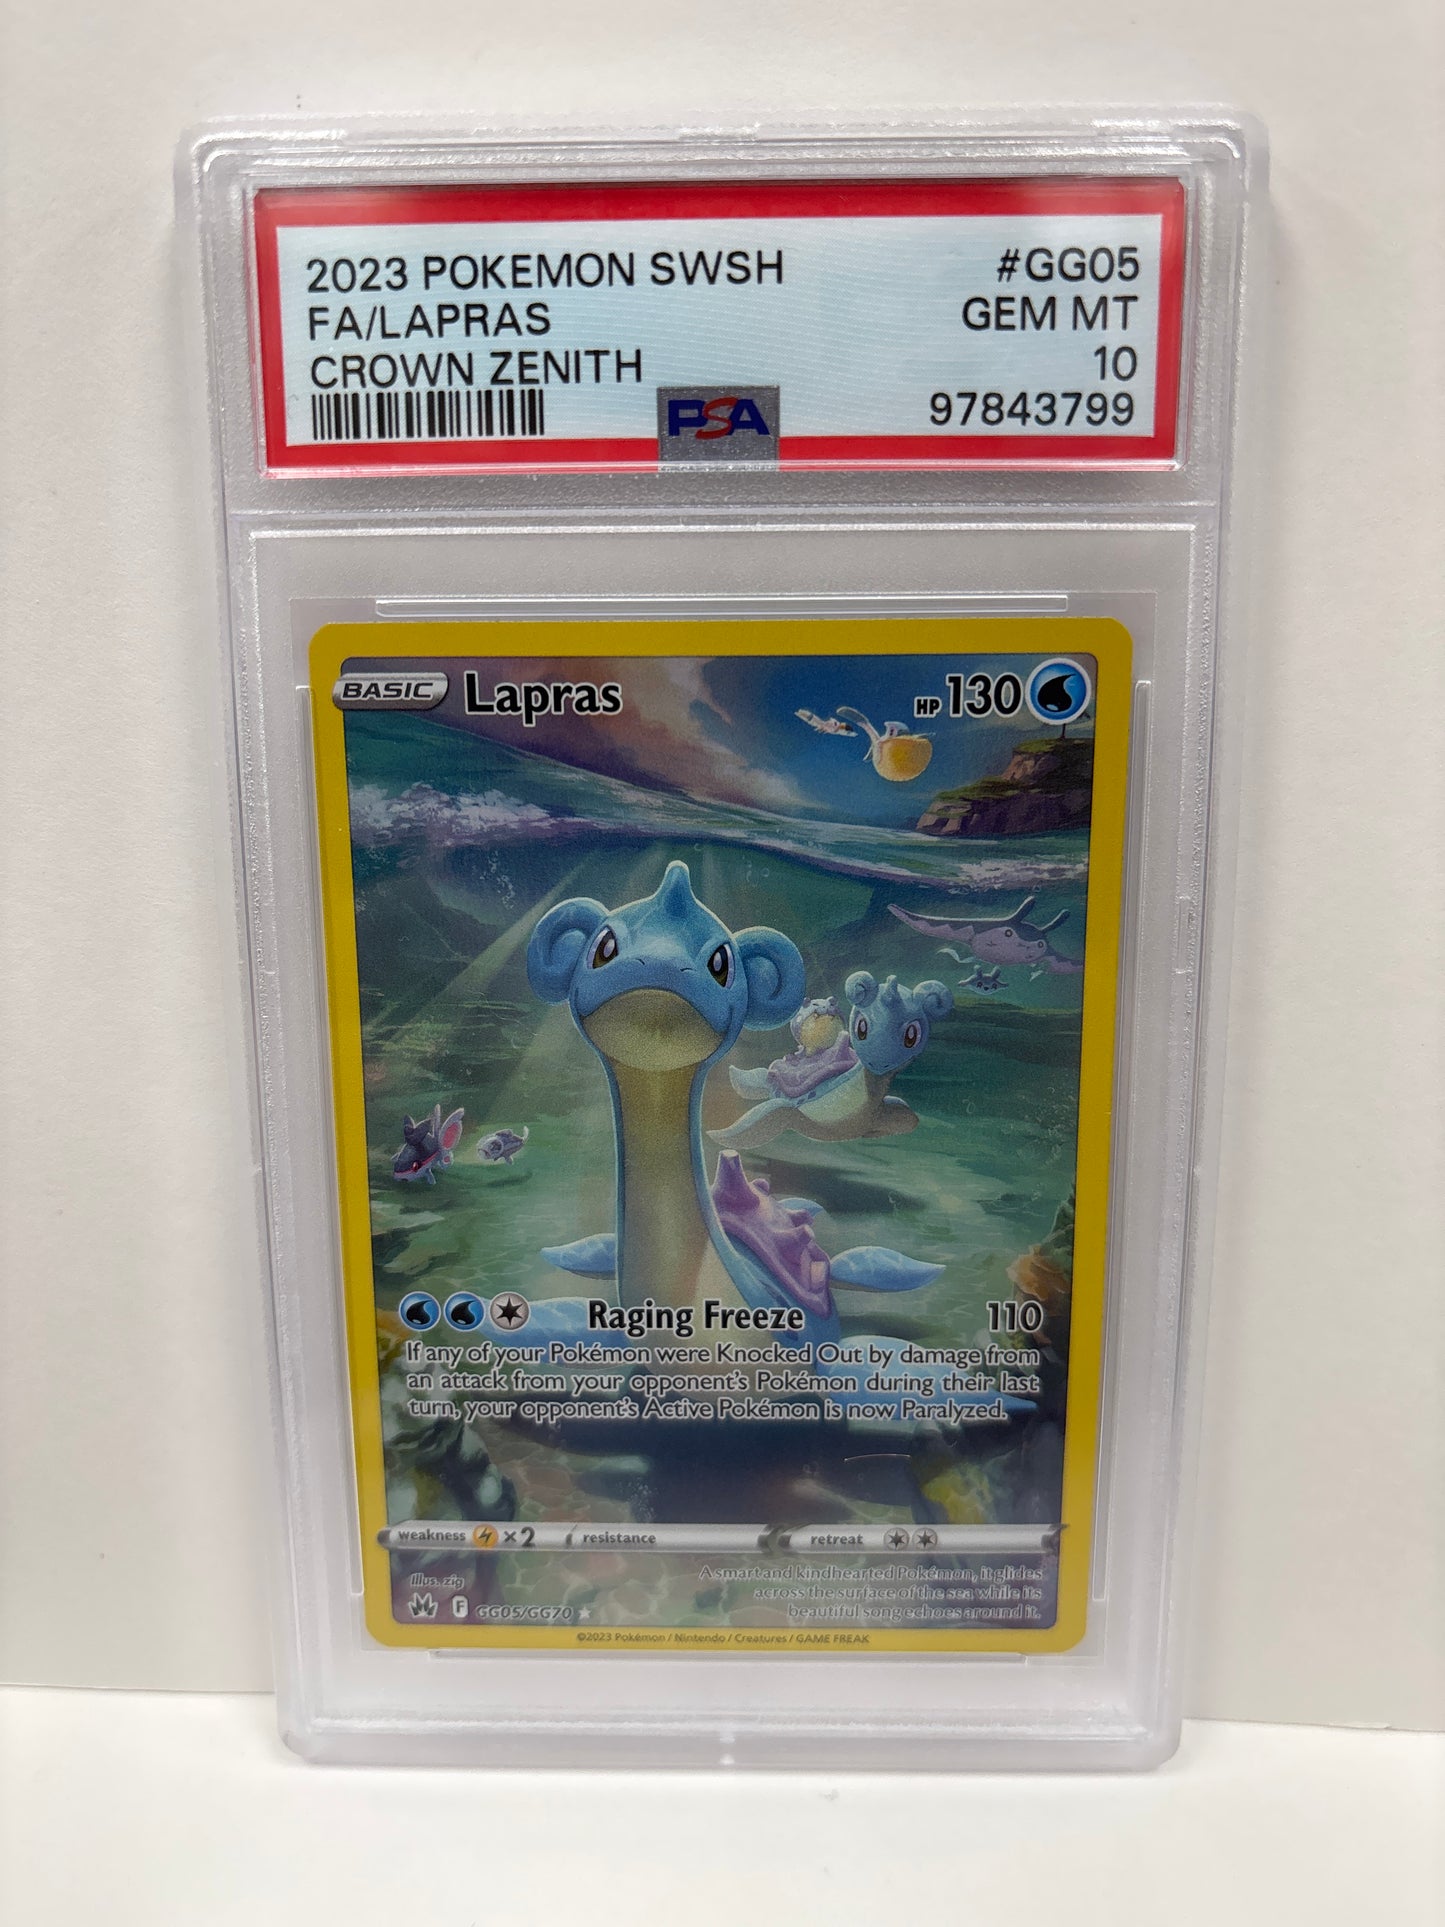 2023 POKEMON SWSH #GG05
FA/LAPRAS GEM MT
CROWN ZENITH 10
PSA 97843799
BASIC Lapras HP 130
Raging Freeze 110
If any of your Pokémon were Knocked Out by damage from
an attack from your opponent's Pokémon during their last
turn, your opponent's Active Pokémon is now Paralyzed.
weakness ×2 resistance retreat
Illus. zig
F GG05/GG70 ★
A smart and kindhearted Pokémon, it glides
across the surface of the sea while its
beautiful song echoes around it.
©2023 Pokémon / Nintendo / Creatures / GAME FREAK